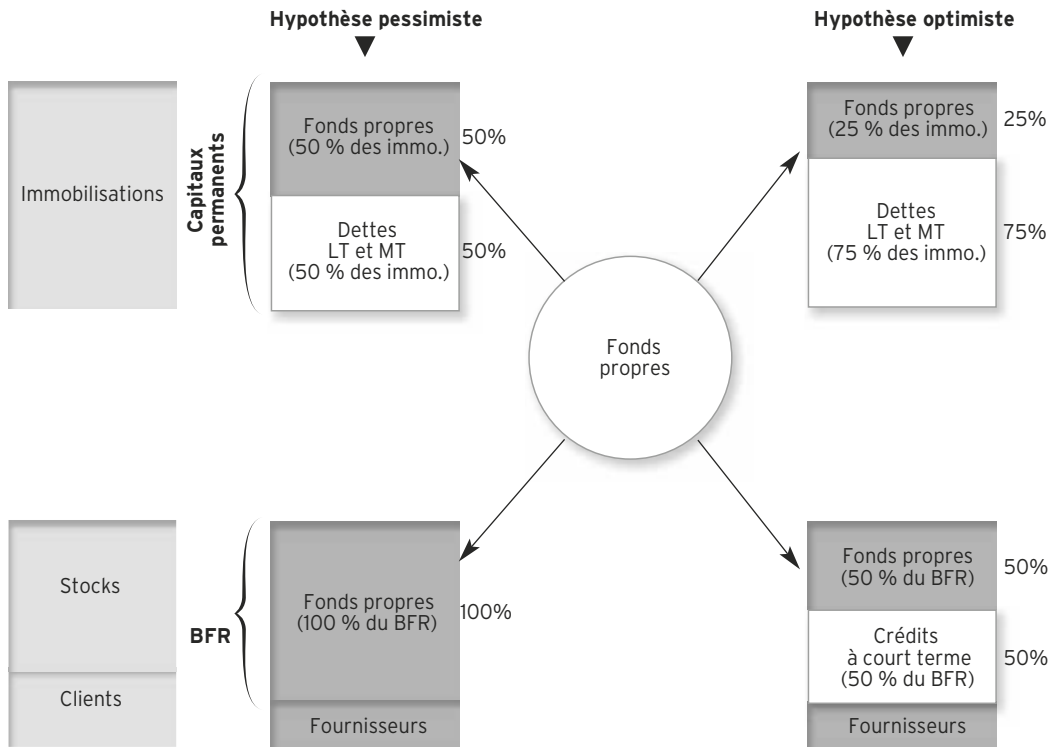 Hypothèse pessimiste
Hypothèse optimiste
Immobilisations
Capitaux
permanents
Fonds propres
(50 % des immo.)
50%
Dettes
LT et MT
(50 % des immo.)
50%
Fonds propres
(25 % des immo.)
25%
Dettes
LT et MT
(75 % des immo.)
75%
Fonds
propres
Stocks
Clients
BFR
Fonds propres
(100 % du BFR)
100%
Fournisseurs
Fonds propres
(50 % du BFR)
50%
Crédits
à court terme
(50 % du BFR)
50%
Fournisseurs